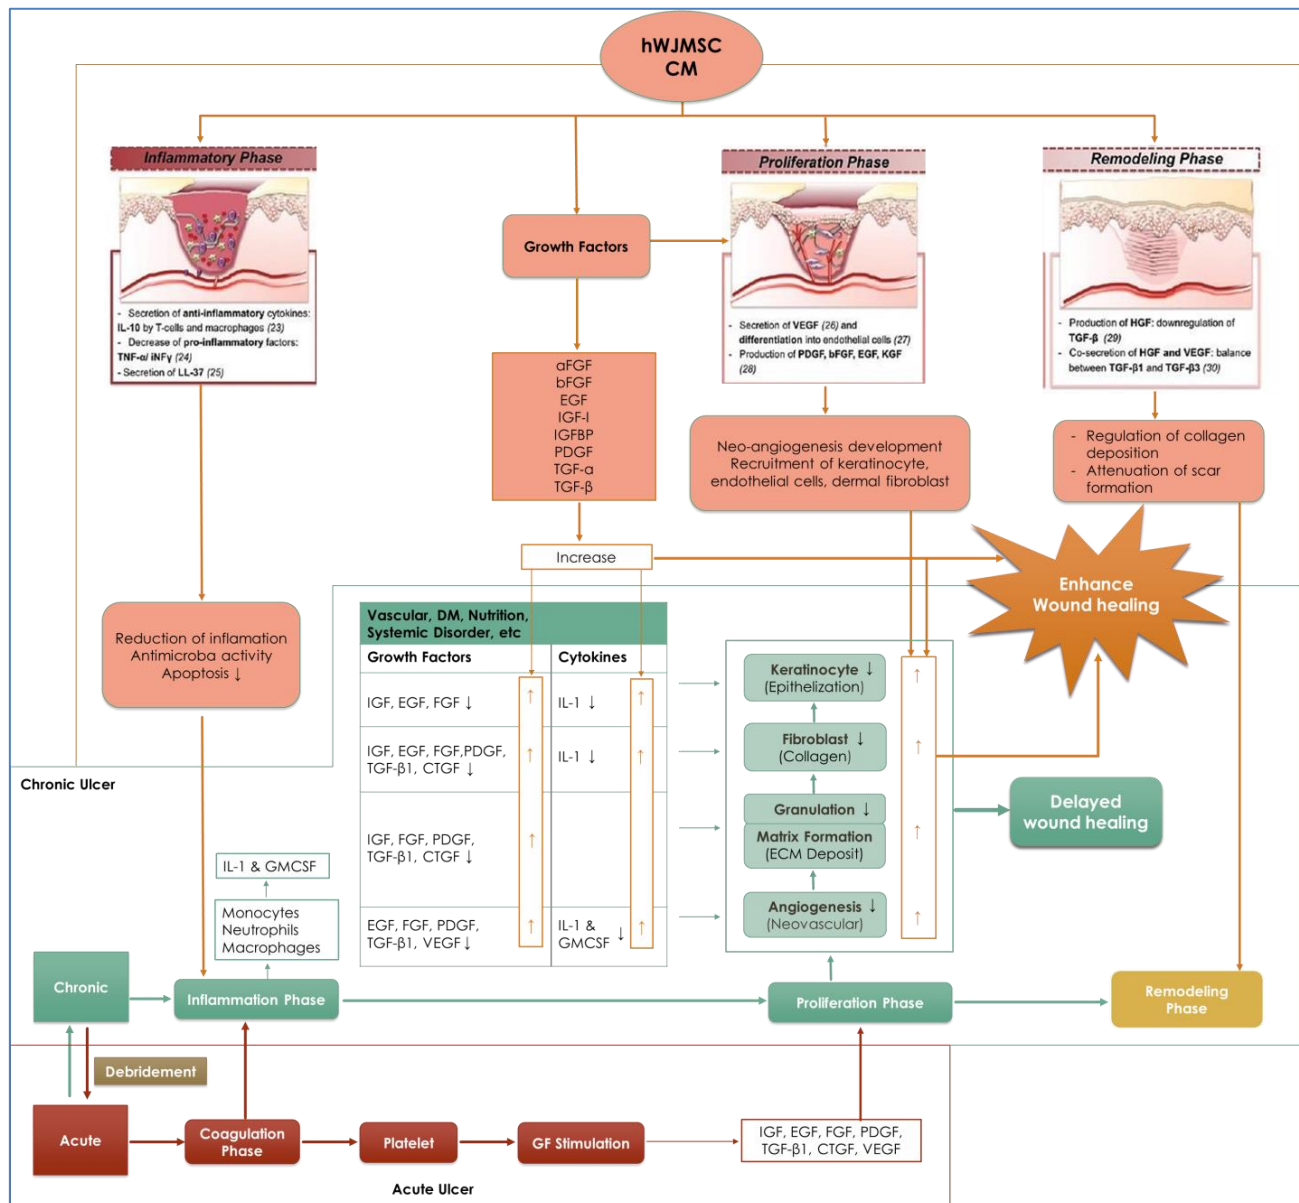 hWJMSC
CM
Inflammatory Phase
- Secretion of anti-inflammatory cytokines:
IL-10 by T-cells and macrophages (23)
- Decrease of pro-inflammatory factors:
TNF-α/ iNFγ (24)
- Secretion of LL-37 (25)
Growth Factors
Proliferation Phase
- Secretion of VEGF (26) and
differentiation into endothelial cells (27)
- Production of PDGF, bFGF, EGF, KGF
(28)
Remodeling Phase
- Production of HGF: downregulation of
TGF-β (29)
- Co-secretion of HGF and VEGF: balance
between TGF-β1 and TGF-β3 (30)
aFGF
bFGF
EGF
IGF-I
IGFBP
PDGF
TGF-α
TGF-β
Neo-angiogenesis development
Recruitment of keratinocyte,
endothelial cells, dermal fibroblast
- Regulation of collagen
deposition
- Attenuation of scar
formation
Increase
Enhance
Wound healing
Reduction of inflamation
Antimicroba activity
Apoptosis ↓
Vascular, DM, Nutrition,
Systemic Disorder, etc
Growth Factors
Cytokines
IGF, EGF, FGF ↓
↑
IL-1 ↓
↑
IGF, EGF, FGF,PDGF,
TGF-β1, CTGF ↓
↑
IL-1 ↓
↑
IGF, FGF, PDGF,
TGF-β1, CTGF ↓
↑
EGF, FGF, PDGF,
TGF-β1, VEGF ↓
↑
IL-1 &
GMCSF ↓
↑
Keratinocyte ↓
(Epithelization)
↑
Fibroblast ↓
(Collagen)
↑
Granulation ↓
Matrix Formation
(ECM Deposit)
↑
Angiogenesis ↓
(Neovascular)
↑
Delayed
wound healing
Chronic Ulcer
IL-1 & GMCSF
Monocytes
Neutrophils
Macrophages
Chronic
Inflammation Phase
Proliferation Phase
Remodeling
Phase
Debridement
Acute
Coagulation
Phase
Platelet
GF Stimulation
IGF, EGF, FGF, PDGF,
TGF-β1, CTGF, VEGF
Acute Ulcer